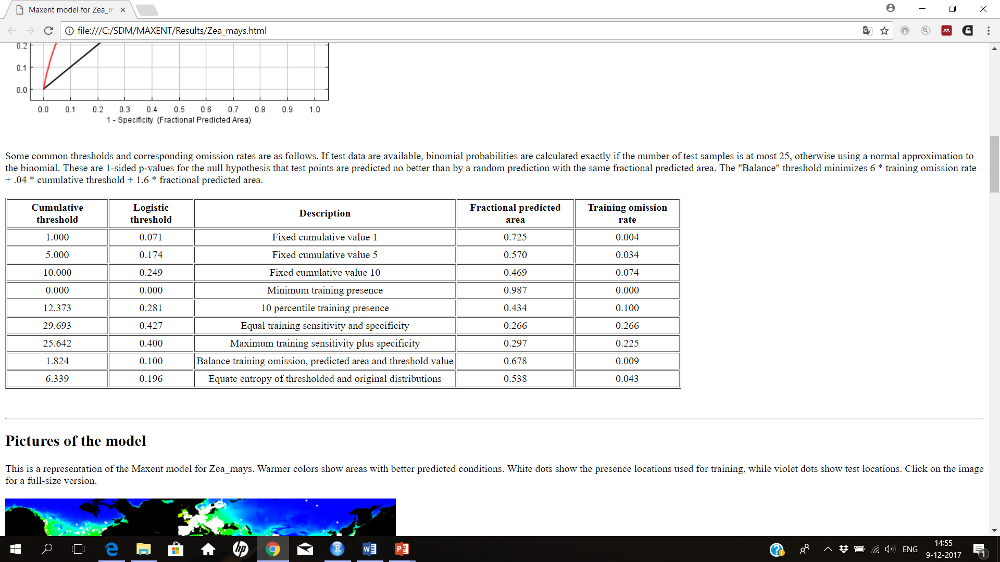 Maxent model for Zea_m
file:///C:/SDM/MAXENT/Results/Zea_mays.html
0.2
0.1
0.0
0.0 0.1 0.2 0.3 0.4 0.5 0.6 0.7 0.8 0.9 1.0
1 - Specificity (Fractional Predicted Area)
Some common thresholds and corresponding omission rates are as follows. If test data are available, binomial probabilities are calculated exactly if the number of test samples is at most 25, otherwise using a normal approximation to
the binomial. These are 1-sided p-values for the null hypothesis that test points are predicted no better than by a random prediction with the same fractional predicted area. The "Balance" threshold minimizes 6 * training omission rate
+ .04 * cumulative threshold + 1.6 * fractional predicted area.
Cumulative threshold Logistic threshold Description Fractional predicted area Training omission rate
1.000 0.071 Fixed cumulative value 1 0.725 0.004
5.000 0.174 Fixed cumulative value 5 0.570 0.034
10.000 0.249 Fixed cumulative value 10 0.469 0.074
0.000 0.000 Minimum training presence 0.987 0.000
12.373 0.281 10 percentile training presence 0.434 0.100
29.693 0.427 Equal training sensitivity and specificity 0.266 0.266
25.642 0.400 Maximum training sensitivity plus specificity 0.297 0.225
1.824 0.100 Balance training omission, predicted area and threshold value 0.678 0.009
6.339 0.196 Equate entropy of thresholded and original distributions 0.538 0.043
Pictures of the model
This is a representation of the Maxent model for Zea_mays. Warmer colors show areas with better predicted conditions. White dots show the presence locations used for training, while violet dots show test locations. Click on the image
for a full-size version.
ENG
14:55
9-12-2017
1